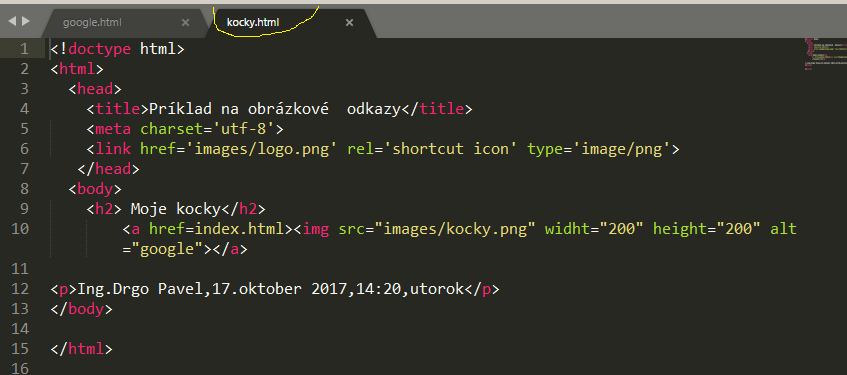 google.html × kocky.html ×
1 <!doctype html>
2 <html>
3 <head>
4 <title>Príklad na obrázkové  odkazy</title>
5 <meta charset='utf-8'>
6 <link href='images/logo.png' rel='shortcut icon' type='image/png'>
7 </head>
8 <body>
9 <h2> Moje kocky</h2>
10 <a href=index.html><img src="images/kocky.png" widht="200" height="200" alt
="google"></a>
11
12 <p>Ing.Drgo Pavel,17.oktober 2017,14:20,utorok</p>
13 </body>
14
15 </html>
16